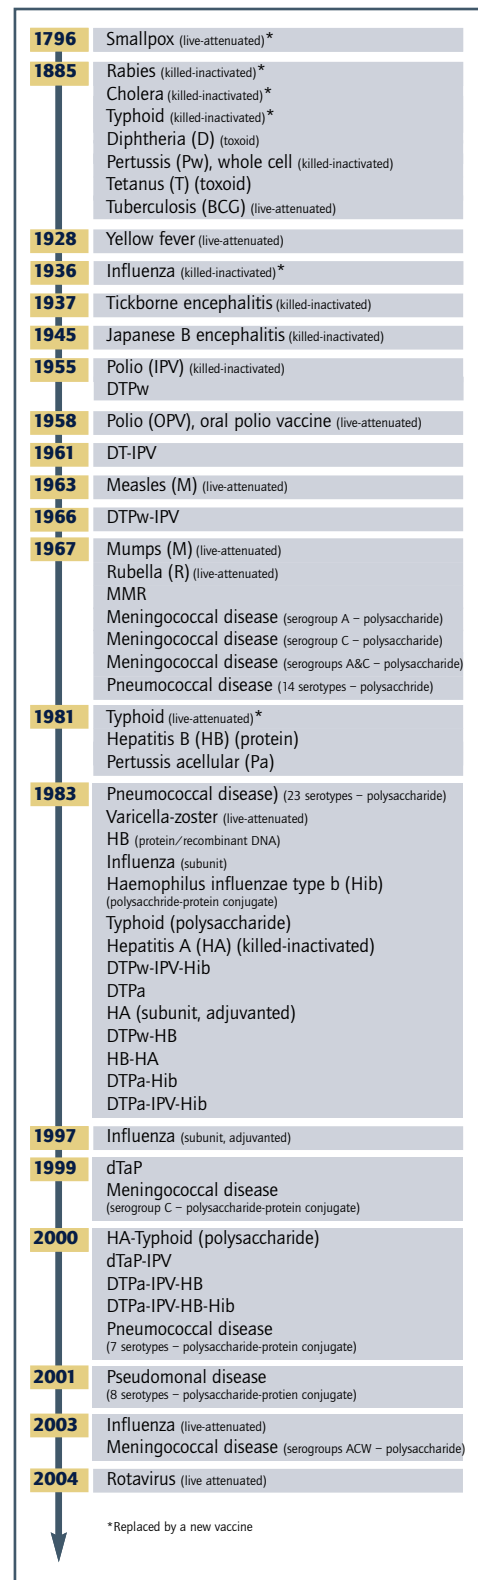 1796 Smallpox (live-attenuated)*
1885 Rabies (killed-inactivated)*
Cholera (killed-inactivated)*
Typhoid (killed-inactivated)*
Diphtheria (D) (toxoid)
Pertussis (Pw), whole cell (killed-inactivated)
Tetanus (T) (toxoid)
Tuberculosis (BCG) (live-attenuated)
1928 Yellow fever (live-attenuated)
1936 Influenza (killed-inactivated)*
1937 Tickborne encephalitis (killed-inactivated)
1945 Japanese B encephalitis (killed-inactivated)
1955 Polio (IPV) (killed-inactivated)
DTPw
1958 Polio (OPV), oral polio vaccine (live-attenuated)
1961 DT-IPV
1963 Measles (M) (live-attenuated)
1966 DTPw-IPV
1967 Mumps (M) (live-attenuated)
Rubella (R) (live-attenuated)
MMR
Meningococcal disease (serogroup A – polysaccharide)
Meningococcal disease (serogroup C – polysaccharide)
Meningococcal disease (serogroups A&C – polysaccharide)
Pneumococcal disease (14 serotypes – polysacchride)
1981 Typhoid (live-attenuated)*
Hepatitis B (HB) (protein)
Pertussis acellular (Pa)
1983 Pneumococcal disease) (23 serotypes – polysaccharide)
Varicella-zoster (live-attenuated)
HB (protein/recombinant DNA)
Influenza (subunit)
Haemophilus influenzae type b (Hib)
(polysacchride-protein conjugate)
Typhoid (polysaccharide)
Hepatitis A (HA) (killed-inactivated)
DTPw-IPV-Hib
DTPa
HA (subunit, adjuvanted)
DTPw-HB
HB-HA
DTPa-Hib
DTPa-IPV-Hib
1997 Influenza (subunit, adjuvanted)
1999 dTaP
Meningococcal disease
(serogroup C – polysaccharide-protein conjugate)
2000 HA-Typhoid (polysaccharide)
dTaP-IPV
DTPa-IPV-HB
DTPa-IPV-HB-Hib
Pneumococcal disease
(7 serotypes – polysaccharide-protein conjugate)
2001 Pseudomonal disease
(8 serotypes – polysaccharide-protien conjugate)
2003 Influenza (live-attenuated)
Meningococcal disease (serogroups ACW – polysaccharide)
2004 Rotavirus (live attenuated)
*Replaced by a new vaccine